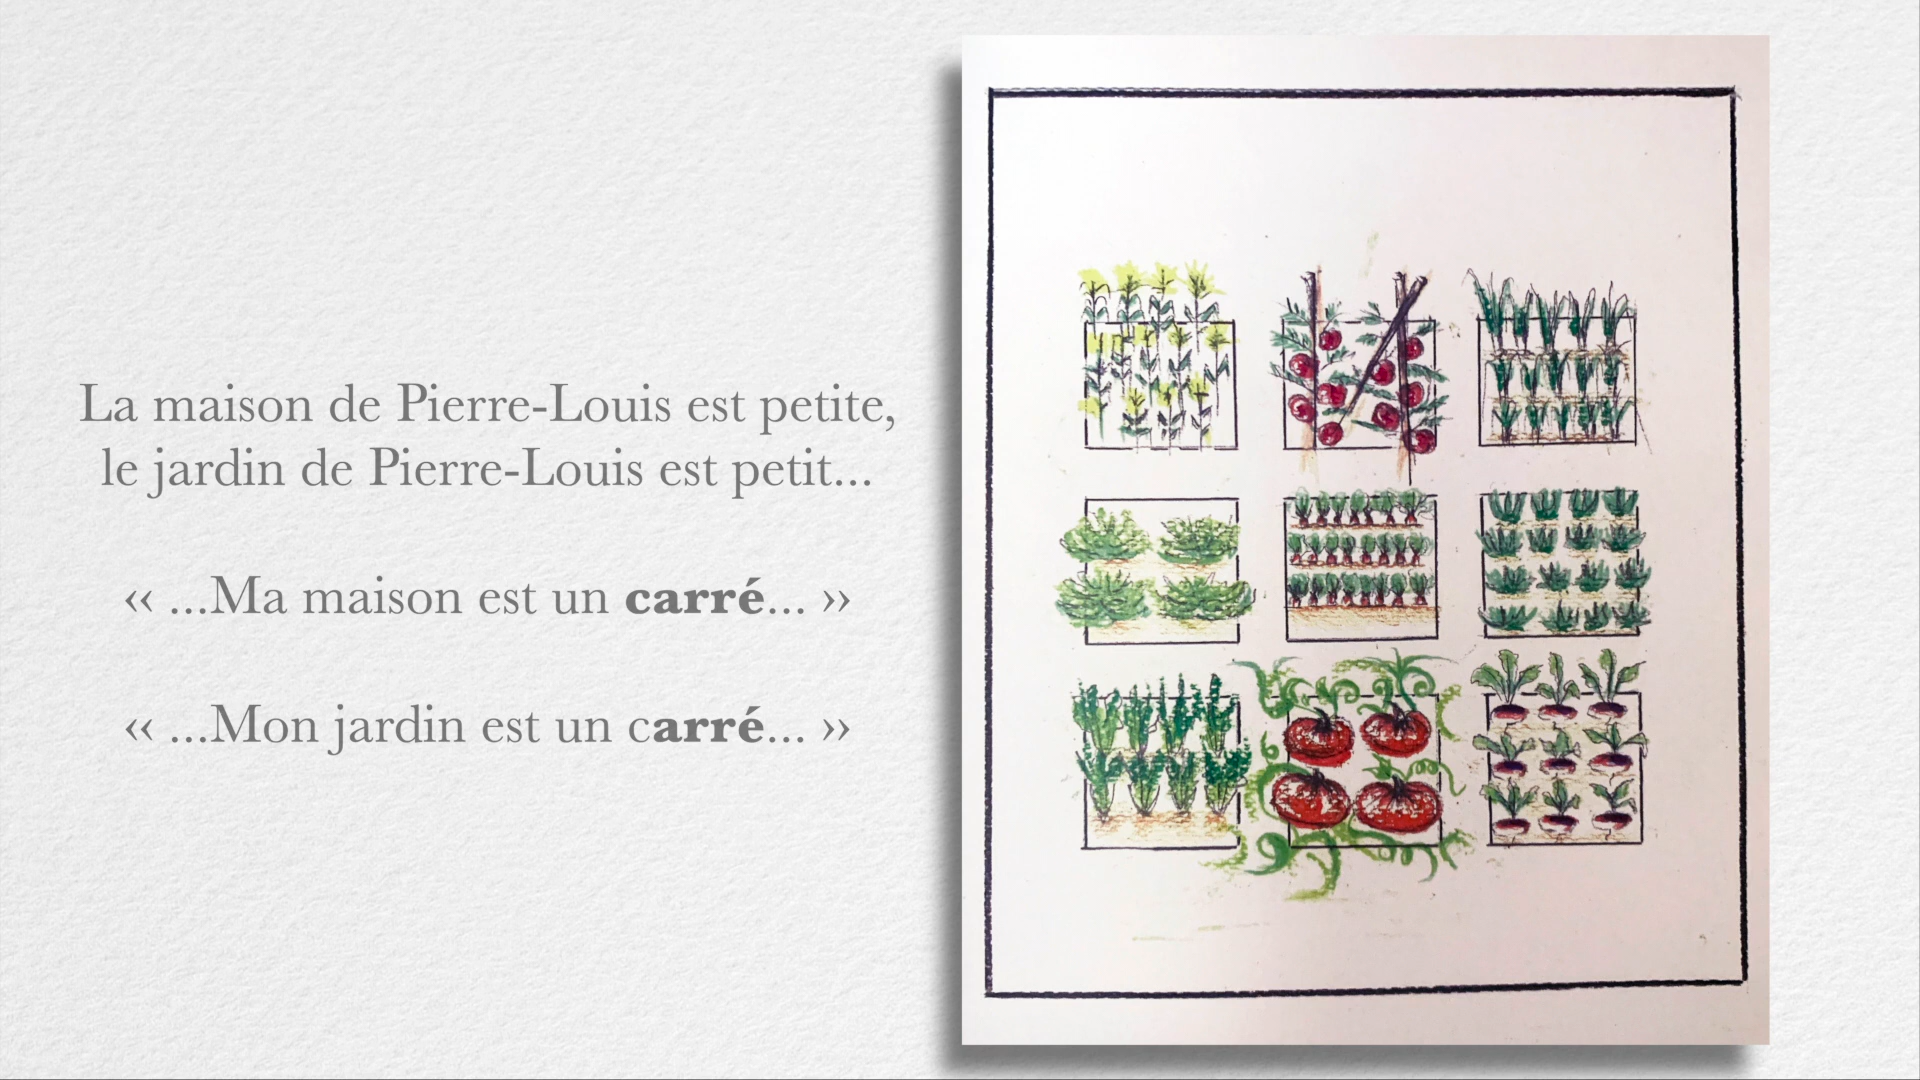 La maison de Pierre-Louis est petite,
le jardin de Pierre-Louis est petit...
‹‹ ...Ma maison est un carré... ››
‹‹ ...Mon jardin est un carré... ››